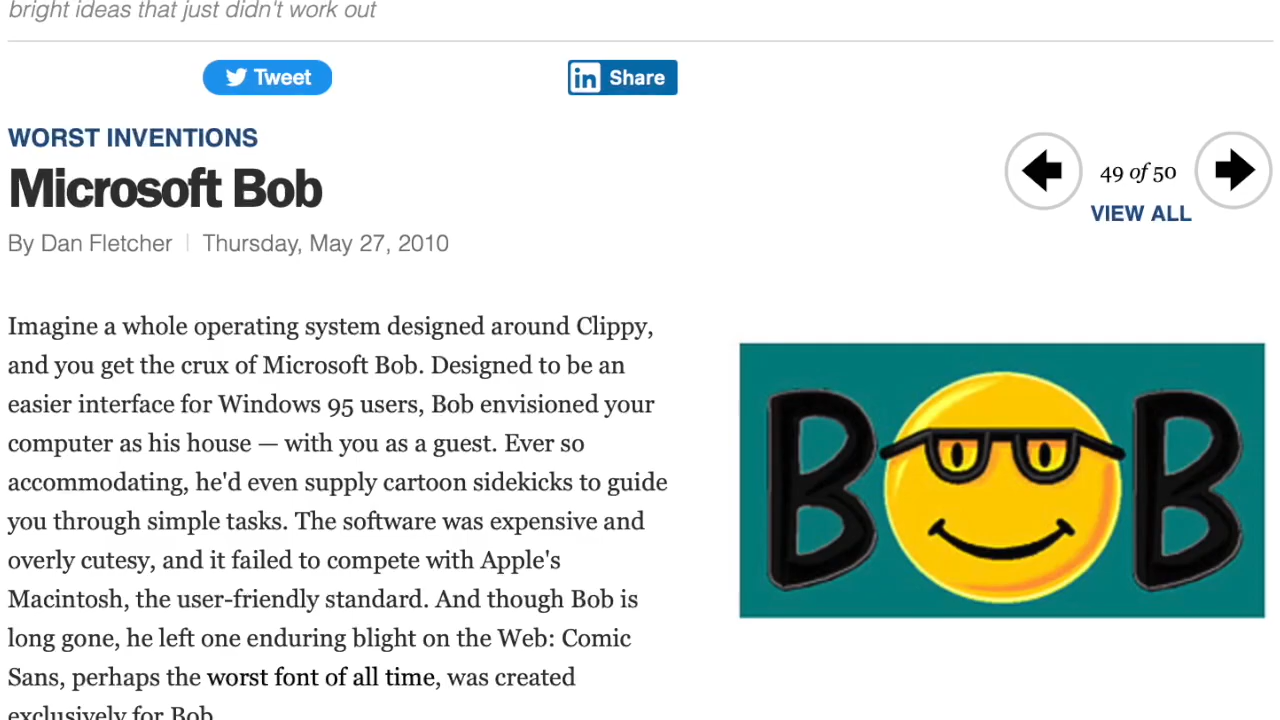 bright ideas that just didn't work out
Tweet
in Share
WORST INVENTIONS
Microsoft Bob
49 of 50
VIEW ALL
By Dan Fletcher | Thursday, May 27, 2010
Imagine a whole operating system designed around Clippy,
and you get the crux of Microsoft Bob. Designed to be an
easier interface for Windows 95 users, Bob envisioned your
computer as his house — with you as a guest. Ever so
accommodating, he'd even supply cartoon sidekicks to guide
you through simple tasks. The software was expensive and
overly cutesy, and it failed to compete with Apple's
Macintosh, the user-friendly standard. And though Bob is
long gone, he left one enduring blight on the Web: Comic
Sans, perhaps the worst font of all time, was created
exclusively for Bob.
BOB